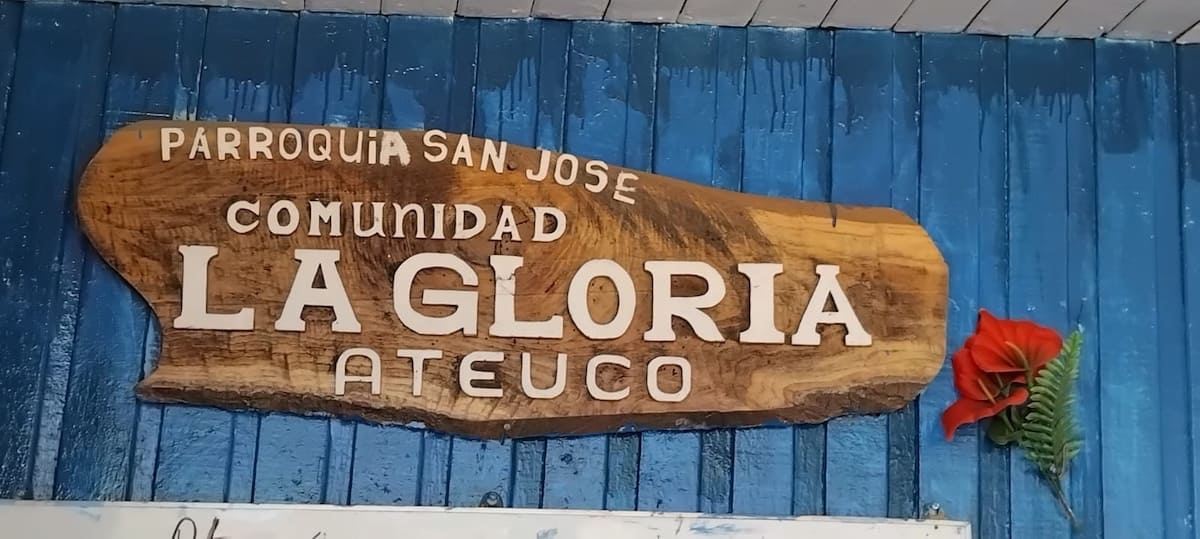 PARROQUiA SAN JOSE
COMUNIDAD
LA GLORIA
ATEUCO